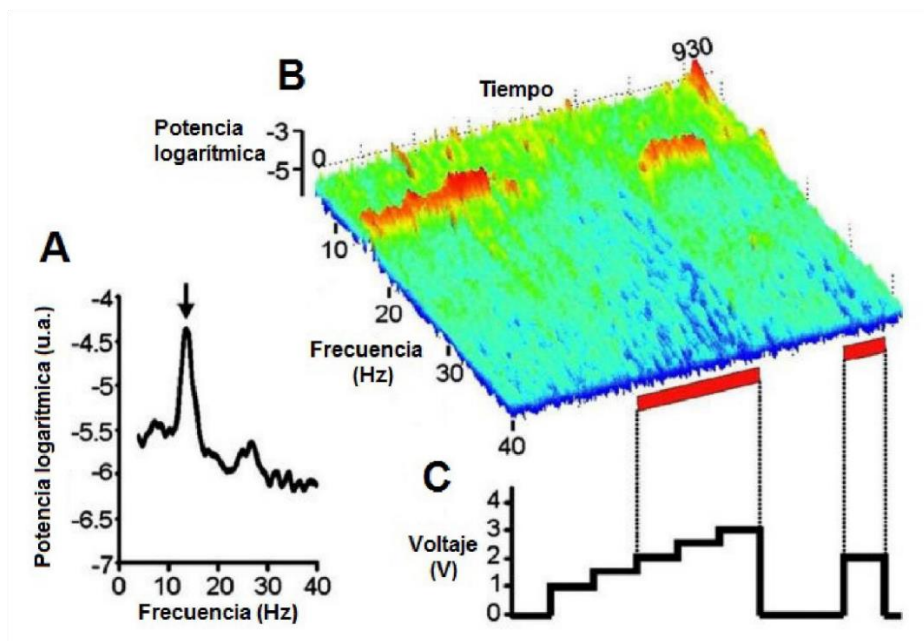 B
Tiempo
930
Potencia
logarítmica
-3
-5
0
10
20
30
40
Frecuencia
(Hz)
A
Potencia logarítmica (u.a.)
-4
-4.5
-5
-5.5
-6
-6.5
-7
0 10 20 30 40
Frecuencia (Hz)
C
Voltaje
(V)
4
3
2
1
0